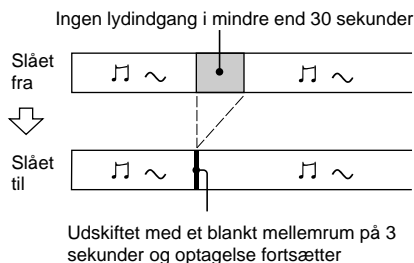 Ingen lydindgang i mindre end 30 sekunder
Slået
fra
Slået
til
Udskiftet med et blankt mellemrum på 3
sekunder og optagelse fortsætter